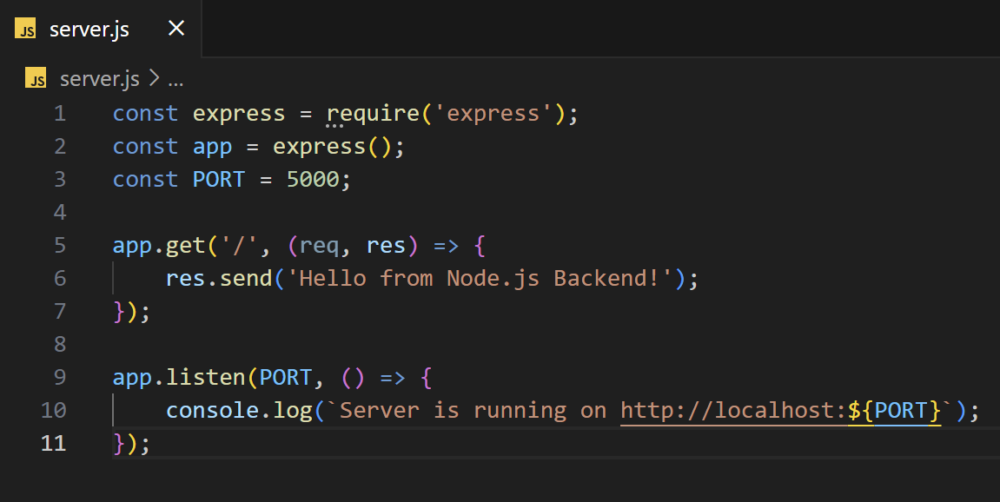 JS server.js ×
JS server.js > ...
1 const express = require('express');
2 const app = express();
3 const PORT = 5000;
4
5 app.get('/', (req, res) => {
6     res.send('Hello from Node.js Backend!');
7 });
8
9 app.listen(PORT, () => {
10     console.log(`Server is running on http://localhost:${PORT}`);
11 });